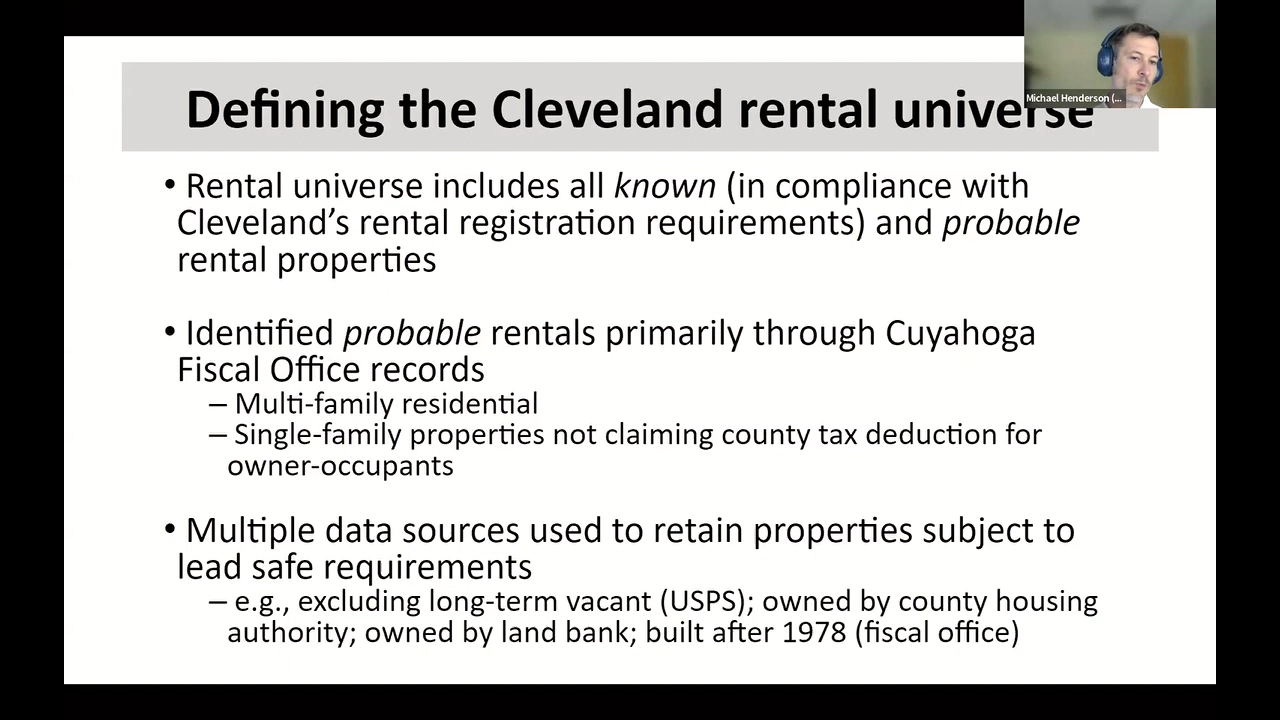 Defining the Cleveland rental universe
Michael Henderson (...
• Rental universe includes all known (in compliance with
Cleveland’s rental registration requirements) and probable
rental properties
• Identified probable rentals primarily through Cuyahoga
Fiscal Office records
– Multi-family residential
– Single-family properties not claiming county tax deduction for
owner-occupants
• Multiple data sources used to retain properties subject to
lead safe requirements
– e.g., excluding long-term vacant (USPS); owned by county housing
authority; owned by land bank; built after 1978 (fiscal office)